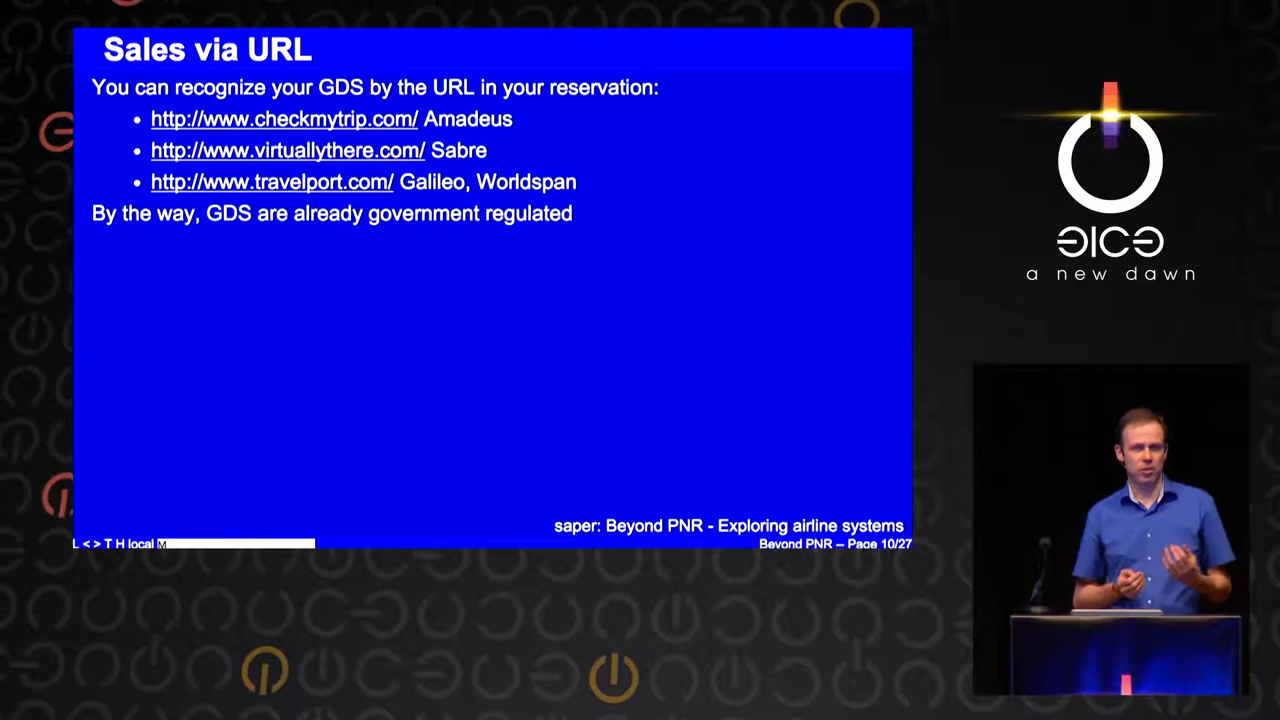 Sales via URL
You can recognize your GDS by the URL in your reservation:
• http://www.checkmytrip.com/ Amadeus
• http://www.virtuallythere.com/ Sabre
• http://www.travelport.com/ Galileo, Worldspan
By the way, GDS are already government regulated
saper: Beyond PNR - Exploring airline systems
L < > T H local M
Beyond PNR – Page 10/27
31C3
a new dawn